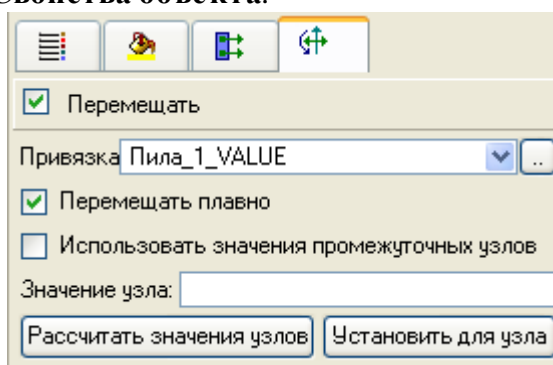 Свойства объекта.
Перемещать
Привязка Пила_1_VALUE ..
Перемещать плавно
Использовать значения промежуточных узлов
Значение узла:
Рассчитать значения узлов Установить для узла